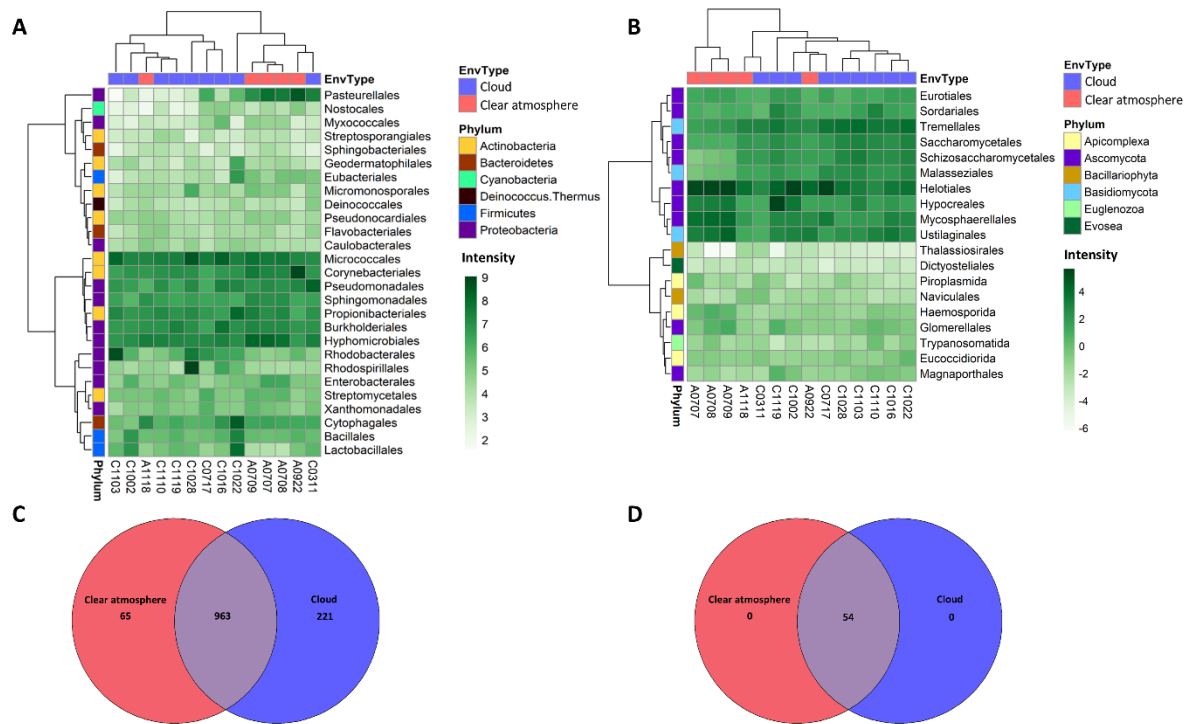 A
EnvType
Pasteurellales
Nostocales
Myxococcales
Streptosporangiales
Sphingobacteriales
Geodermatophilales
Eubacteriales
Micromonosporales
Deinococcales
Pseudonocardiales
Flavobacteriales
Caulobacterales
Micrococcales
Corynebacteriales
Pseudomonadales
Sphingomonadales
Propionibacteriales
Burkholderiales
Hyphomicrobiales
Rhodobacterales
Rhodospirillales
Enterobacterales
Streptomycetales
Xanthomonadales
Cytophagales
Bacillales
Lactobacillales
Phylum
C1103
C1002
A1118
C1110
C1119
C1028
C0717
C1016
C1022
A0709
A0707
A0708
A0922
C0311
EnvType
Cloud
Clear atmosphere
Phylum
Actinobacteria
Bacteroidetes
Cyanobacteria
Deinococcus.Thermus
Firmicutes
Proteobacteria
Intensity
9
8
7
6
5
4
3
2
B
EnvType
Eurotiales
Sordariales
Tremellales
Saccharomycetales
Schizosaccharomycetales
Malasseziales
Helotiales
Hypocreales
Mycosphaerellales
Ustilaginales
Thalassiosirales
Dictyosteliales
Piroplasmida
Naviculales
Haemosporida
Glomerellales
Trypanosomatida
Eucoccidiorida
Magnaporthales
Phylum
A0707
A0708
A0709
A1118
C0311
C1119
C1002
A0922
C0717
C1028
C1103
C1110
C1016
C1022
EnvType
Cloud
Clear atmosphere
Phylum
Apicomplexa
Ascomycota
Bacillariophyta
Basidiomycota
Euglenozoa
Evosea
Intensity
4
2
0
-2
-4
-6
C
Clear atmosphere
65
963
Cloud
221
D
Clear atmosphere
0
54
Cloud
0